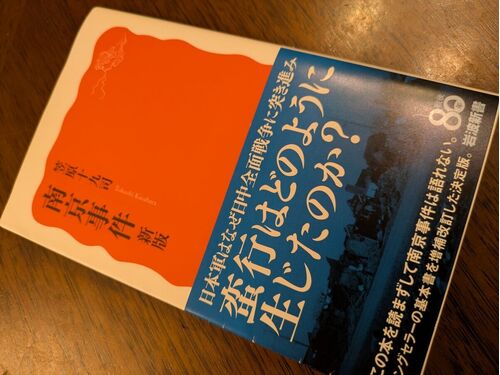 笠原十九司
Tokushi Kasahara
南京事件 新版
日本軍はなぜ日中全面戦争に突き進み
蛮行はどのように
生じたのか?
この本を読まずして南京事件は語れない。
ングセラーの基本書を増補改訂した決定版。
80
岩波新書